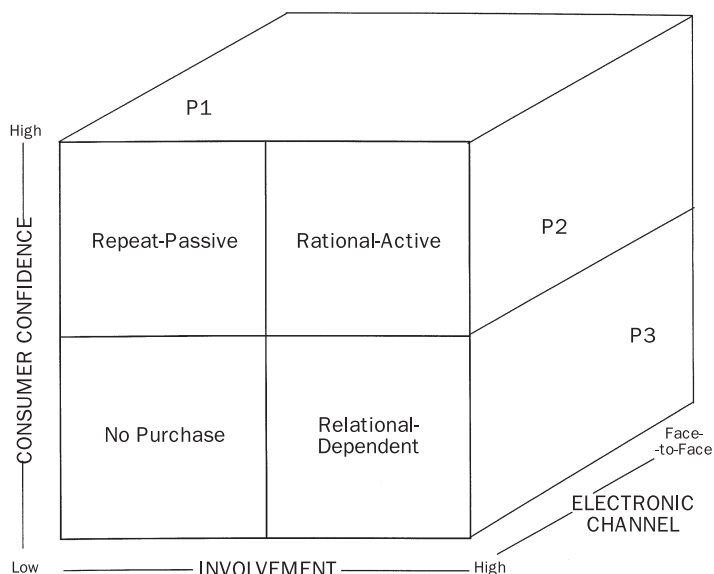 P1
High
Repeat-Passive
Rational-Active
P2
CONSUMER CONFIDENCE
P3
No Purchase
Relational-
Dependent
Face-
-to-Face
ELECTRONIC
CHANNEL
Low
INVOLVEMENT
High